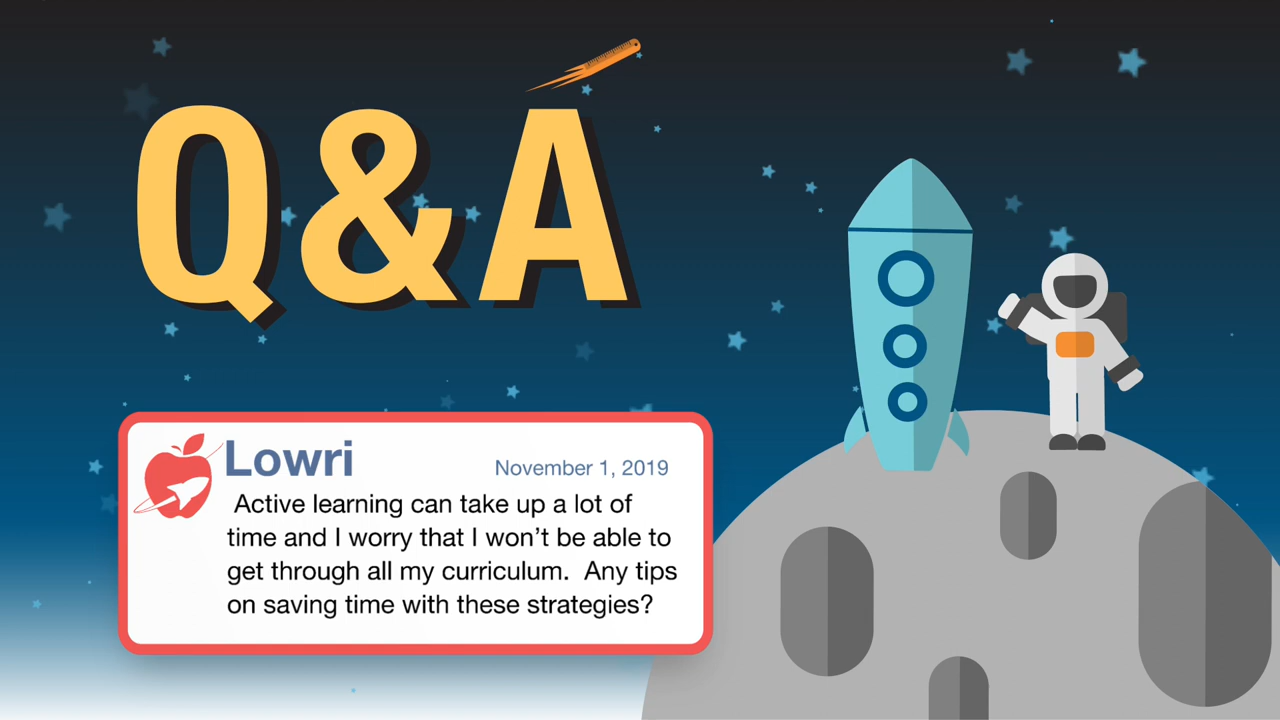 Q&A
Lowri
November 1, 2019
Active learning can take up a lot of
time and I worry that I won't be able to
get through all my curriculum.  Any tips
on saving time with these strategies?